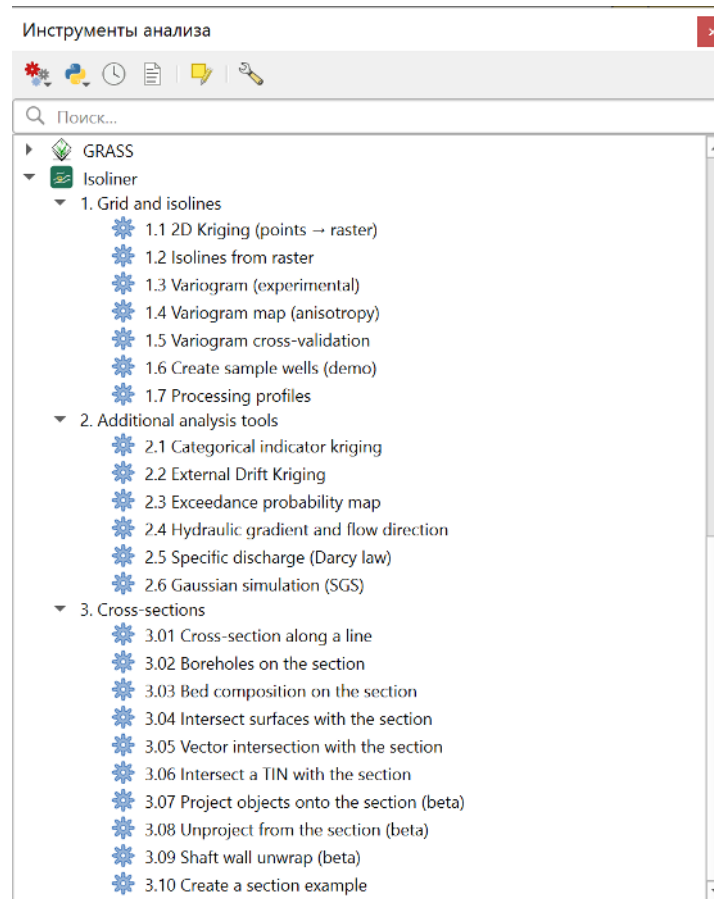 Инструменты анализа
Поиск...
GRASS
Isoliner
1. Grid and isolines
1.1 2D Kriging (points → raster)
1.2 Isolines from raster
1.3 Variogram (experimental)
1.4 Variogram map (anisotropy)
1.5 Variogram cross-validation
1.6 Create sample wells (demo)
1.7 Processing profiles
2. Additional analysis tools
2.1 Categorical indicator kriging
2.2 External Drift Kriging
2.3 Exceedance probability map
2.4 Hydraulic gradient and flow direction
2.5 Specific discharge (Darcy law)
2.6 Gaussian simulation (SGS)
3. Cross-sections
3.01 Cross-section along a line
3.02 Boreholes on the section
3.03 Bed composition on the section
3.04 Intersect surfaces with the section
3.05 Vector intersection with the section
3.06 Intersect a TIN with the section
3.07 Project objects onto the section (beta)
3.08 Unproject from the section (beta)
3.09 Shaft wall unwrap (beta)
3.10 Create a section example